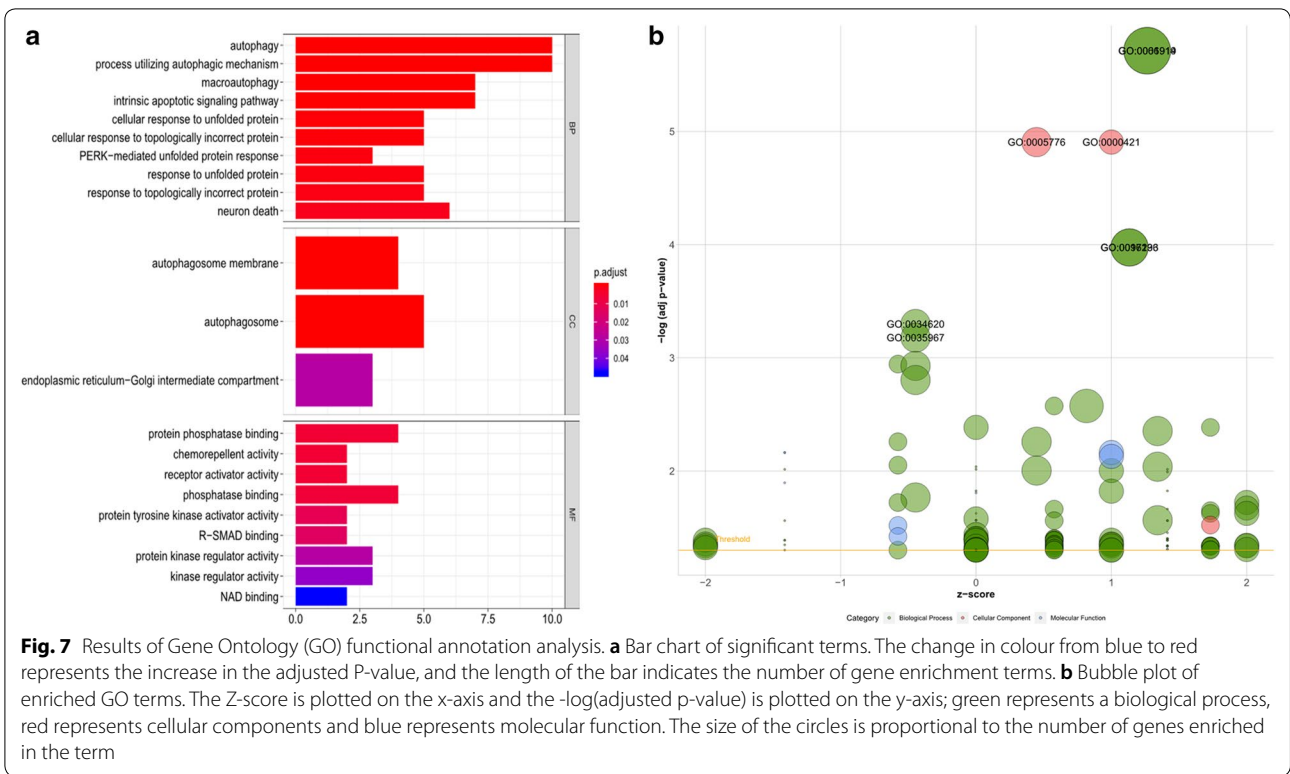 a
autophagy
process utilizing autophagic mechanism
macroautophagy
intrinsic apoptotic signaling pathway
cellular response to unfolded protein
cellular response to topologically incorrect protein
PERK−mediated unfolded protein response
response to unfolded protein
response to topologically incorrect protein
neuron death
BP
autophagosome membrane
autophagosome
endoplasmic reticulum−Golgi intermediate compartment
CC
protein phosphatase binding
chemorepellent activity
receptor activator activity
phosphatase binding
protein tyrosine kinase activator activity
R−SMAD binding
protein kinase regulator activity
kinase regulator activity
NAD binding
MF
0.0 2.5 5.0 7.5 10.0
p.adjust
0.01
0.02
0.03
0.04
b
−log (adj p−value)
5
4
3
2
GO:0005776
GO:0000421
GO:0034620
GO:0035967
Threshold
−2 −1 0 1 2
z−score
Category Biological Process Cellular Component Molecular Function
Fig. 7 Results of Gene Ontology (GO) functional annotation analysis. a Bar chart of significant terms. The change in colour from blue to red
represents the increase in the adjusted P-value, and the length of the bar indicates the number of gene enrichment terms. b Bubble plot of
enriched GO terms. The Z-score is plotted on the x-axis and the -log(adjusted p-value) is plotted on the y-axis; green represents a biological process,
red represents cellular components and blue represents molecular function. The size of the circles is proportional to the number of genes enriched
in the term